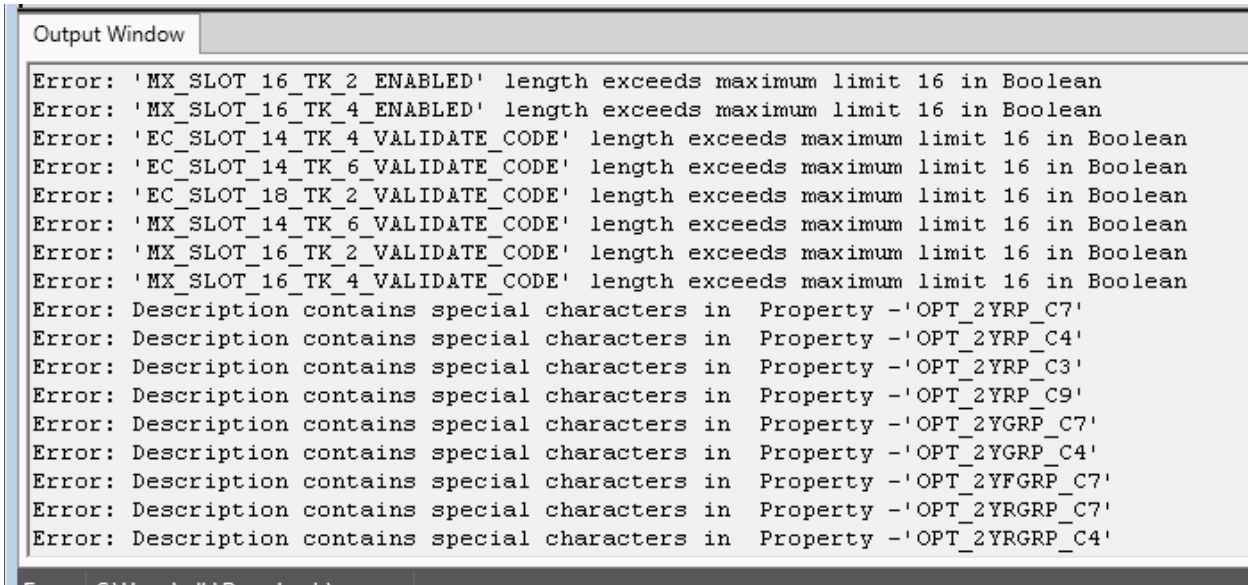 Output Window
Error: 'MX_SLOT_16_TK_2_ENABLED' length exceeds maximum limit 16 in Boolean
Error: 'MX_SLOT_16_TK_4_ENABLED' length exceeds maximum limit 16 in Boolean
Error: 'EC_SLOT_14_TK_4_VALIDATE_CODE' length exceeds maximum limit 16 in Boolean
Error: 'EC_SLOT_14_TK_6_VALIDATE_CODE' length exceeds maximum limit 16 in Boolean
Error: 'EC_SLOT_18_TK_2_VALIDATE_CODE' length exceeds maximum limit 16 in Boolean
Error: 'MX_SLOT_14_TK_6_VALIDATE_CODE' length exceeds maximum limit 16 in Boolean
Error: 'MX_SLOT_16_TK_2_VALIDATE_CODE' length exceeds maximum limit 16 in Boolean
Error: 'MX_SLOT_16_TK_4_VALIDATE_CODE' length exceeds maximum limit 16 in Boolean
Error: Description contains special characters in  Property -'OPT_2YRP_C7'
Error: Description contains special characters in  Property -'OPT_2YRP_C4'
Error: Description contains special characters in  Property -'OPT_2YRP_C3'
Error: Description contains special characters in  Property -'OPT_2YRP_C9'
Error: Description contains special characters in  Property -'OPT_2YGRP_C7'
Error: Description contains special characters in  Property -'OPT_2YGRP_C4'
Error: Description contains special characters in  Property -'OPT_2YFGRP_C7'
Error: Description contains special characters in  Property -'OPT_2YRGRP_C7'
Error: Description contains special characters in  Property -'OPT_2YRGRP_C4'